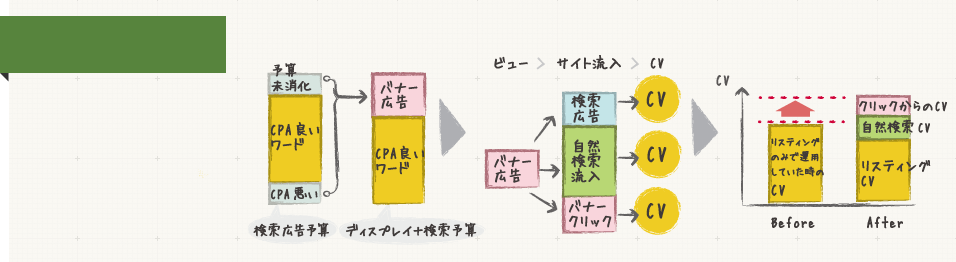 予算
未消化
CPA良い
ワード
CPA悪い
検索広告予算
バナー
広告
CPA良い
ワード
ディスプレイ+検索予算
ビュー > サイト流入 > CV
バナー
広告
検索
広告
自然
検索
流入
バナー
クリック
CV
CV
CV
CV
リスティング
のみで運用
していた時の
CV
Before
クリックからのCV
自然検索CV
リスティング
CV
After